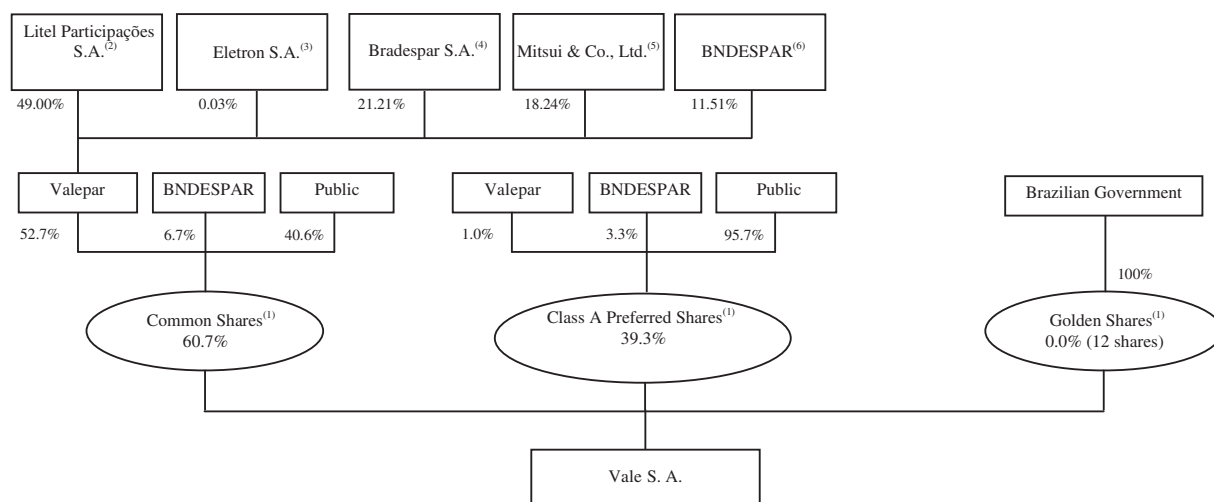 Litel Participações
S.A.(2)
Eletron S.A.(3)
Bradespar S.A.(4)
Mitsui & Co., Ltd.(5)
BNDESPAR(6)
49.00%
0.03%
21.21%
18.24%
11.51%
Valepar
BNDESPAR
Public
Valepar
BNDESPAR
Public
Brazilian Government
52.7%
6.7%
40.6%
1.0%
3.3%
95.7%
100%
Common Shares(1)
60.7%
Class A Preferred Shares(1)
39.3%
Golden Shares(1)
0.0% (12 shares)
Vale S. A.